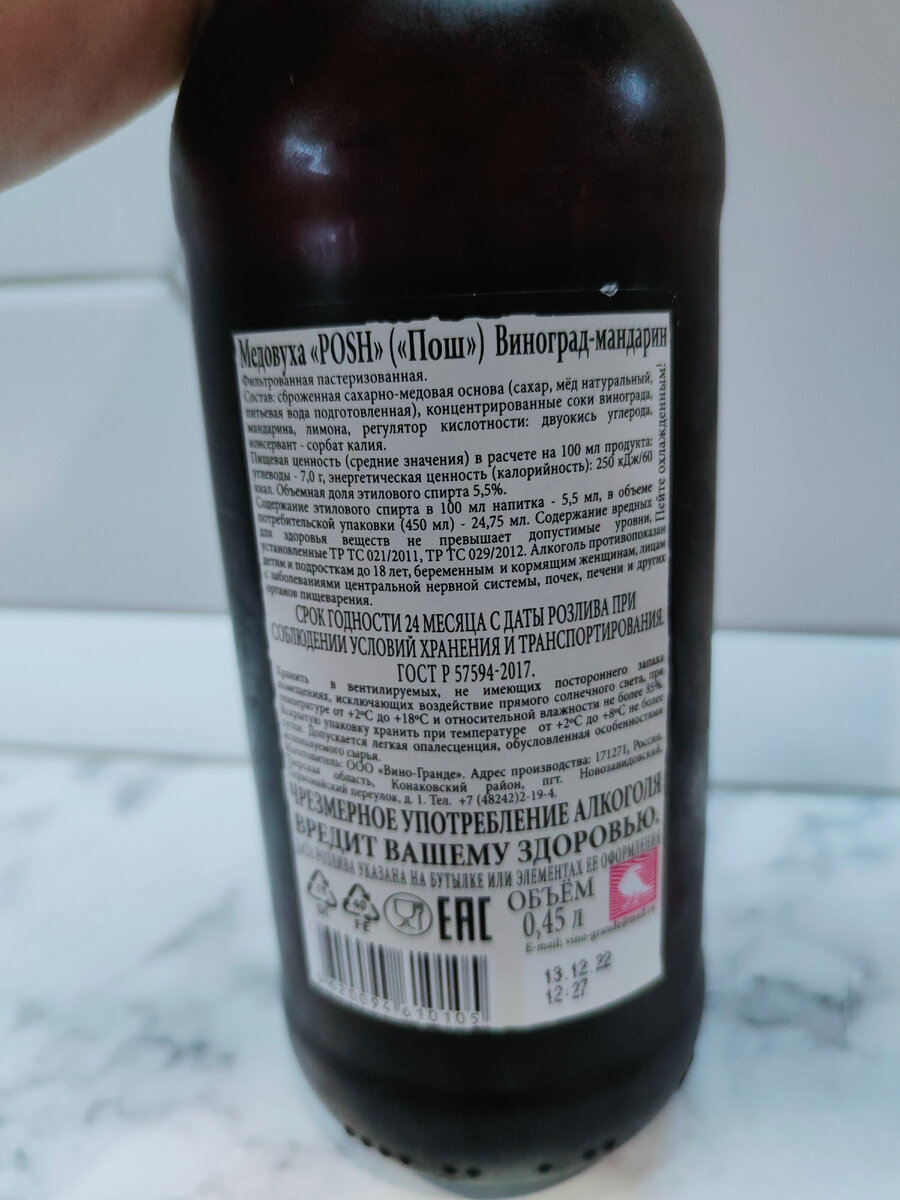 Медовуха «POSH» («Пош») Виноград-мандарин
Фильтрованная пастеризованная.
Состав: сброженная сахарно-медовая основа (сахар, мёд натуральный,
питьевая вода подготовленная), концентрированные соки винограда,
мандарина, лимона, регулятор кислотности: двуокись углерода,
консервант - сорбат калия.
Пищевая ценность (средние значения) в расчете на 100 мл продукта:
углеводы - 7,0 г, энергетическая ценность (калорийность): 250 кДж/60
ккал. Объемная доля этилового спирта 5,5%.
Содержание этилового спирта в 100 мл напитка - 5,5 мл, в объеме
потребительской упаковки (450 мл) - 24,75 мл. Содержание вредных
для здоровья веществ не превышает допустимые уровни,
установленные ТР ТС 021/2011, ТР ТС 029/2012. Алкоголь противопоказан
детям и подросткам до 18 лет, беременным и кормящим женщинам, лицам
с заболеваниями центральной нервной системы, почек, печени и других
органов пищеварения.
Пейте охлажденным!
СРОК ГОДНОСТИ 24 МЕСЯЦА С ДАТЫ РОЗЛИВА ПРИ
СОБЛЮДЕНИИ УСЛОВИЙ ХРАНЕНИЯ И ТРАНСПОРТИРОВАНИЯ.
ГОСТ Р 57594-2017.
Хранить в вентилируемых, не имеющих постороннего запаха
помещениях, исключающих воздействие прямого солнечного света, при
температуре от +2°С до +18°С и относительной влажности не более 85%.
Вскрытую упаковку хранить при температуре от +2°С до +8°С не более
суток. Допускается легкая опалесценция, обусловленная особенностями
используемого сырья.
Изготовитель: ООО «Вино-Гранде». Адрес производства: 171271, Россия,
Тверская область, Конаковский район, пгт. Новозавидовский,
Первомайский переулок, д. 1. Тел. +7 (48242)2-19-4.
ЧРЕЗМЕРНОЕ УПОТРЕБЛЕНИЕ АЛКОГОЛЯ
ВРЕДИТ ВАШЕМУ ЗДОРОВЬЮ.
ДАТА РОЗЛИВА УКАЗАНА НА БУТЫЛКЕ ИЛИ ЭЛЕМЕНТАХ ЕЕ ОФОРМЛЕНИЯ
40
FE
EAC
ОБЪЁМ
0,45 л
E-mail: vino-grande@mail.ru
13.12.22
12:27